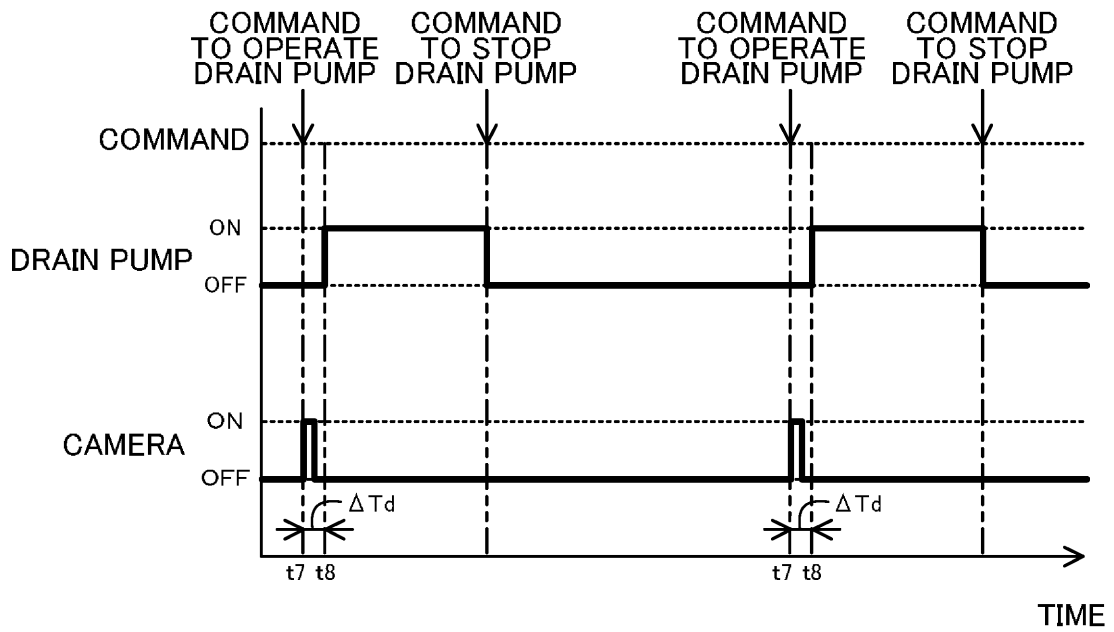 COMMAND
TO OPERATE
DRAIN PUMP
COMMAND
TO STOP
DRAIN PUMP
COMMAND
TO OPERATE
DRAIN PUMP
COMMAND
TO STOP
DRAIN PUMP
COMMAND
ON
DRAIN PUMP
OFF
ON
CAMERA
OFF
ΔTd
ΔTd
t7 t8
t7 t8
TIME